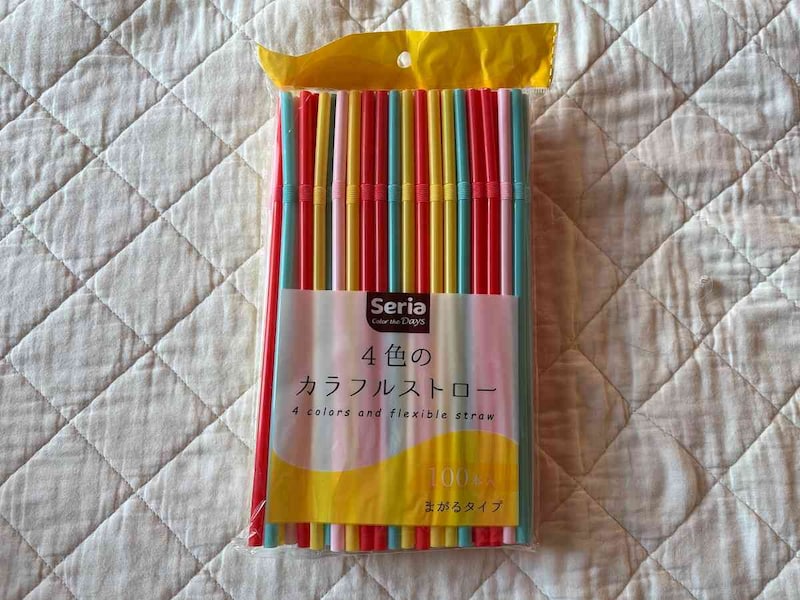 Seria
Color the Days
4色の
カラフルストロー
4 colors and flexible straw
100本入
まがるタイプ